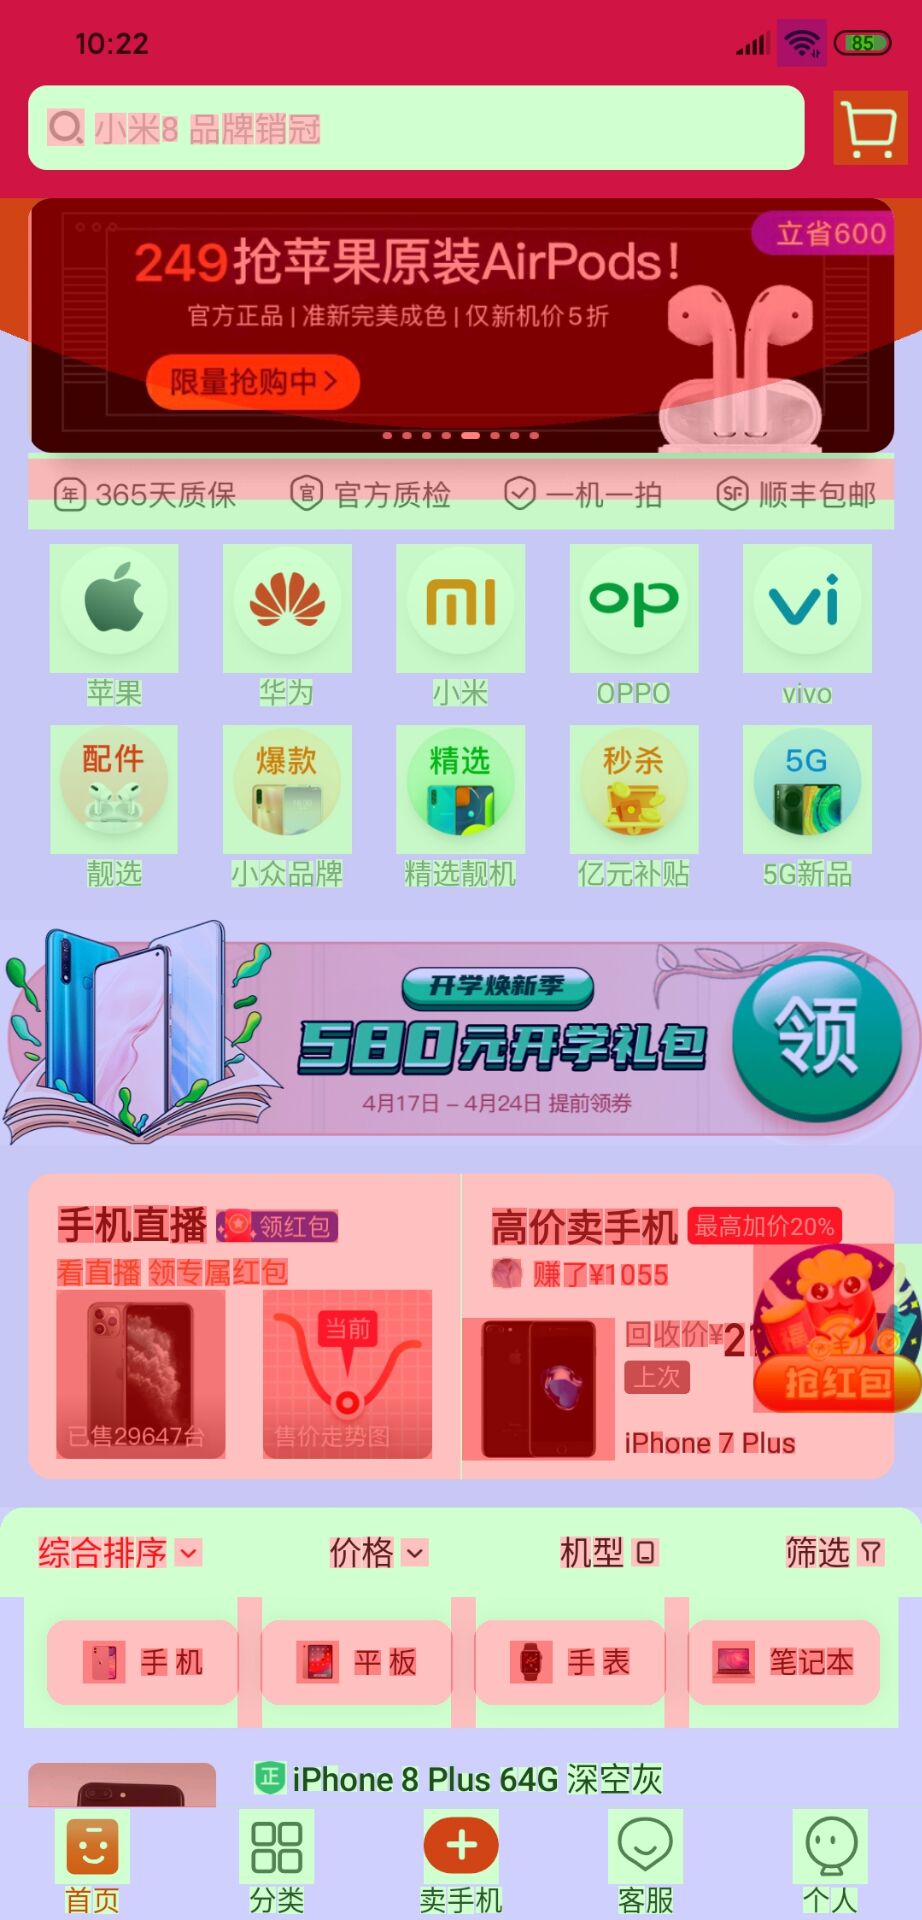 10:22
85
小米8 品牌销冠
立省600
249抢苹果原装AirPods!
官方正品 | 准新完美成色 | 仅新机价5折
限量抢购中 >
年 365天质保 官 官方质检 一机一拍 SF 顺丰包邮
mi op vi
苹果 华为 小米 OPPO vivo
配件 爆款 精选 秒杀 5G
靓选 小众品牌 精选靓机 亿元补贴 5G新品
开学焕新季
580元开学礼包
领
4月17日 – 4月24日 提前领券
手机直播 领红包
看直播 领专属红包
当前
已售29647台 售价走势图
高价卖手机 最高加价20%
赚了¥1055
回收价¥
上次
iPhone 7 Plus
抢红包
综合排序 价格 机型 筛选
手机 平板 手表 笔记本
正 iPhone 8 Plus 64G 深空灰
首页 分类 卖手机 客服 个人